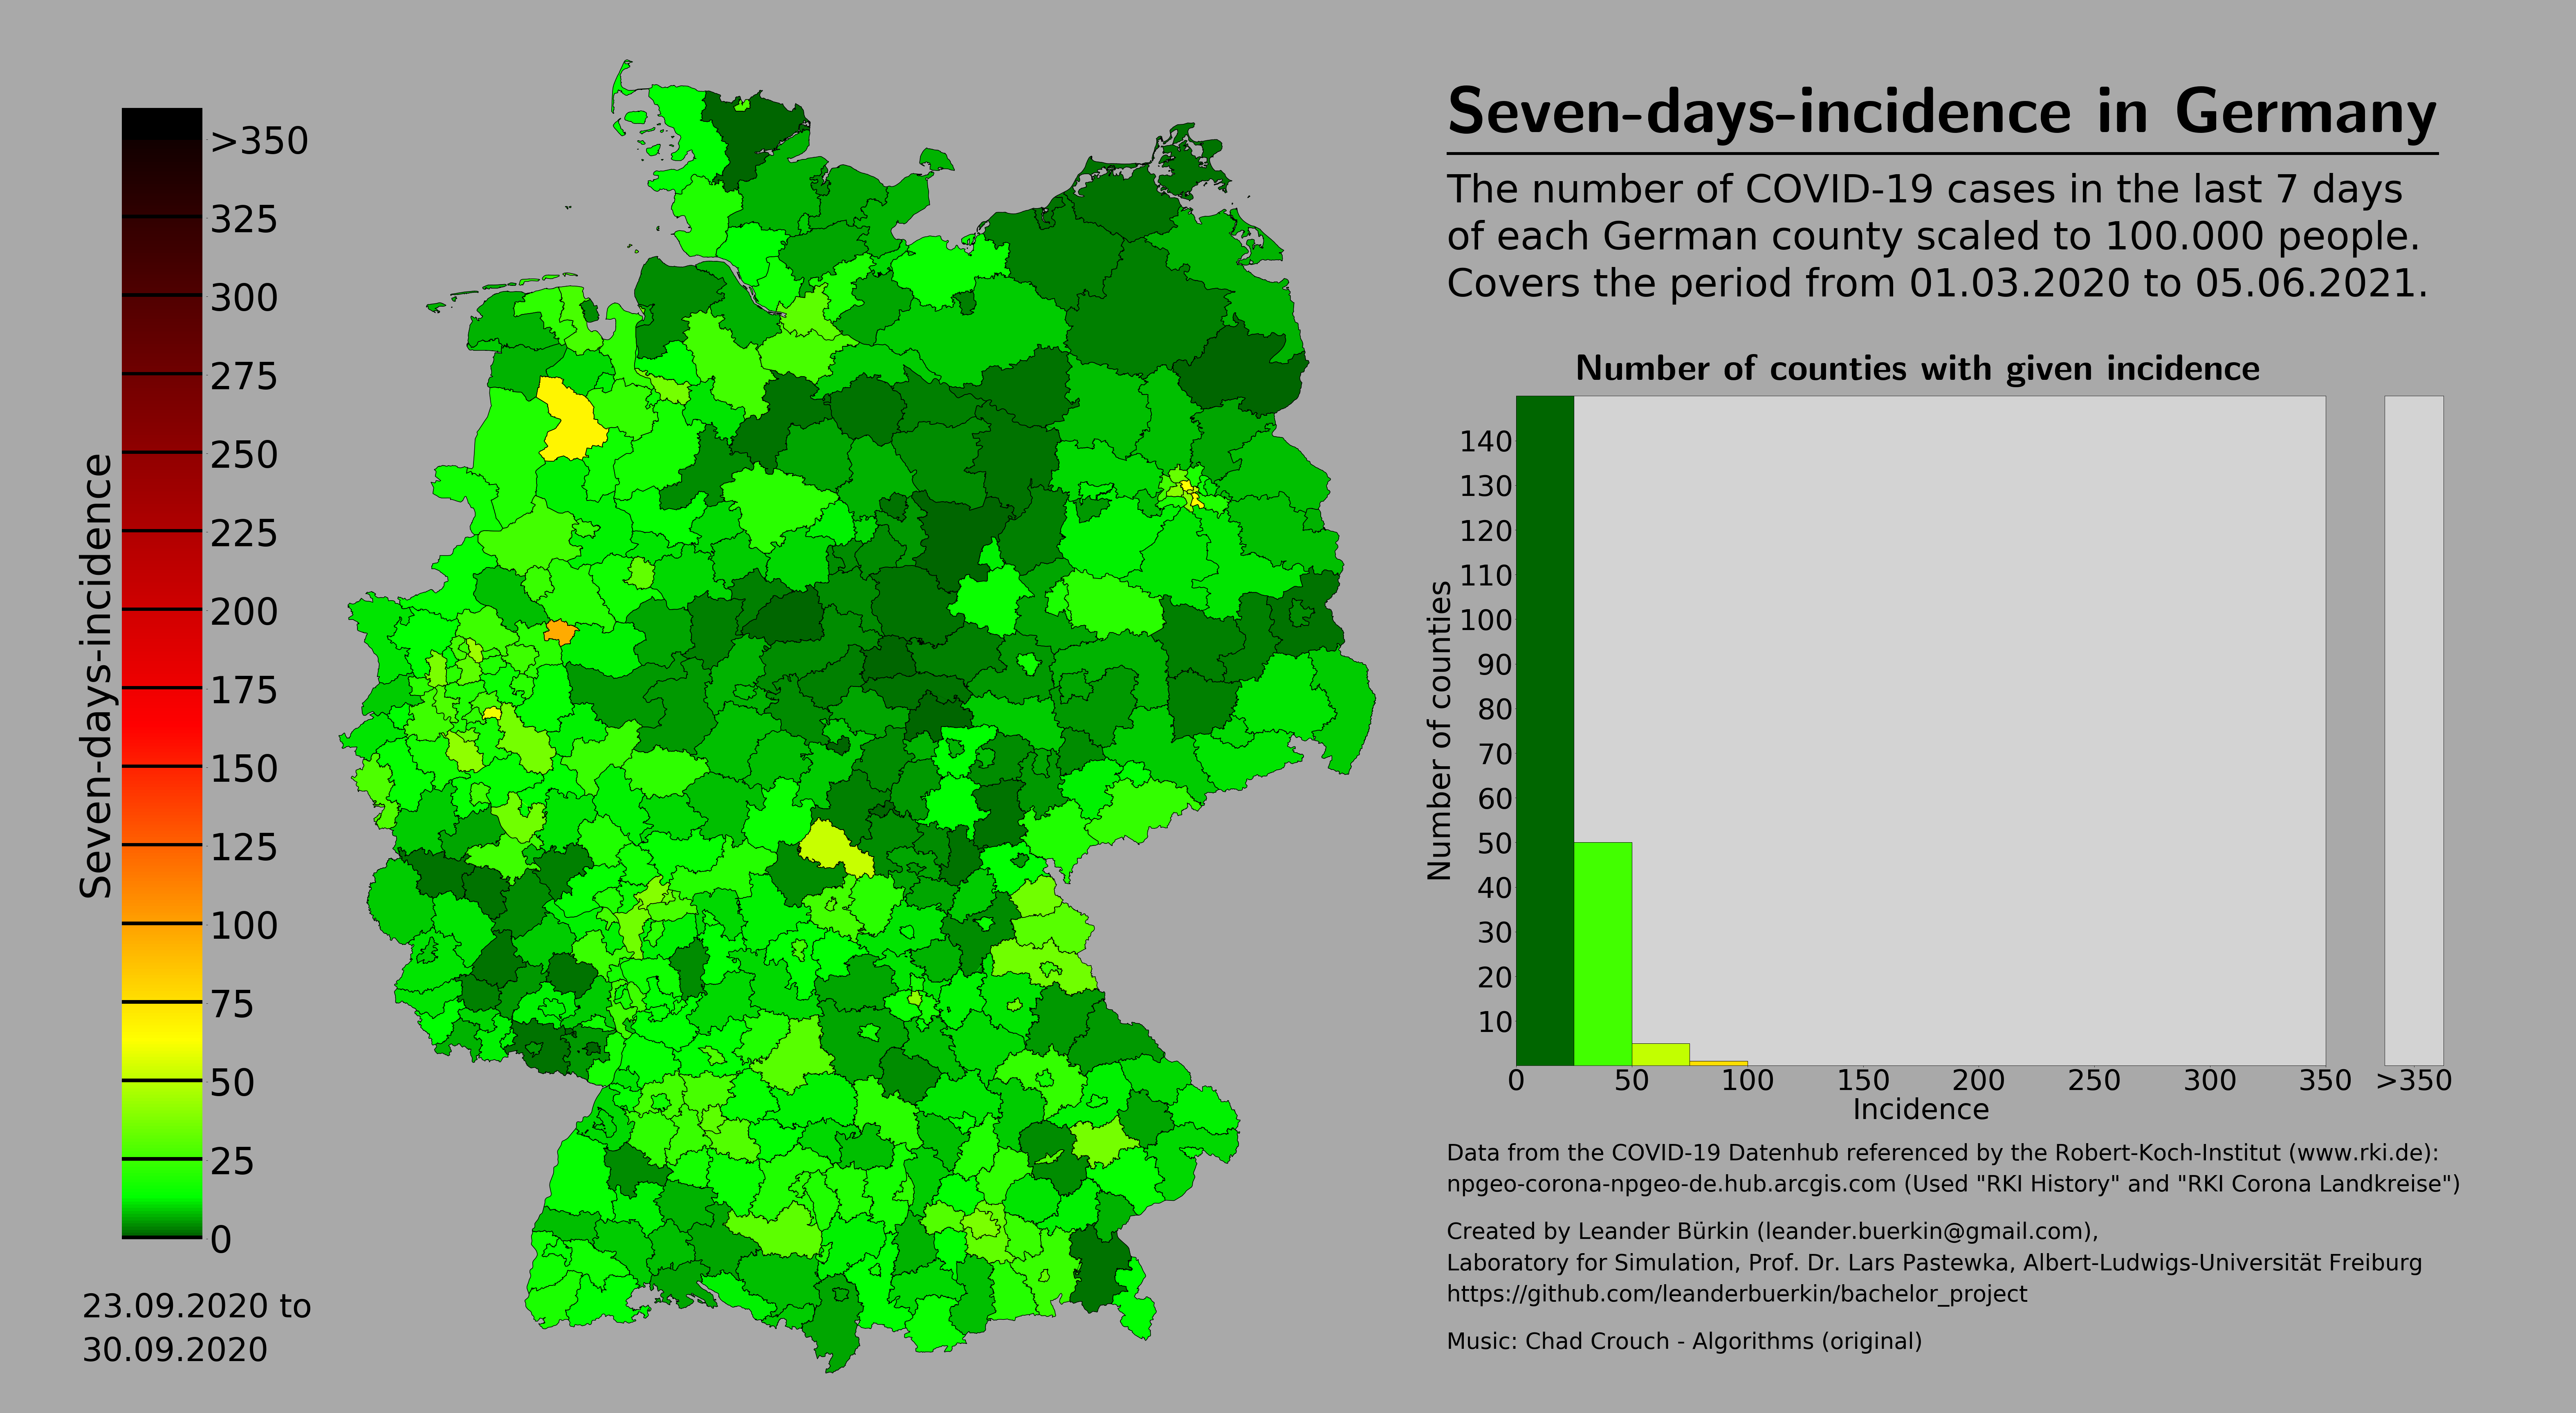 Seven-days-incidence in Germany
The number of COVID-19 cases in the last 7 days
of each German county scaled to 100.000 people.
Covers the period from 01.03.2020 to 05.06.2021.
Seven-days-incidence
>350
325
300
275
250
225
200
175
150
125
100
75
50
25
0
23.09.2020 to
30.09.2020
Number of counties with given incidence
Number of counties
140
130
120
110
100
90
80
70
60
50
40
30
20
10
0 50 100 150 200 250 300 350 >350
Incidence
Data from the COVID-19 Datenhub referenced by the Robert-Koch-Institut (www.rki.de):
npgeo-corona-npgeo-de.hub.arcgis.com (Used "RKI History" and "RKI Corona Landkreise")
Created by Leander Bürkin (leander.buerkin@gmail.com),
Laboratory for Simulation, Prof. Dr. Lars Pastewka, Albert-Ludwigs-Universität Freiburg
https://github.com/leanderbuerkin/bachelor_project
Music: Chad Crouch - Algorithms (original)